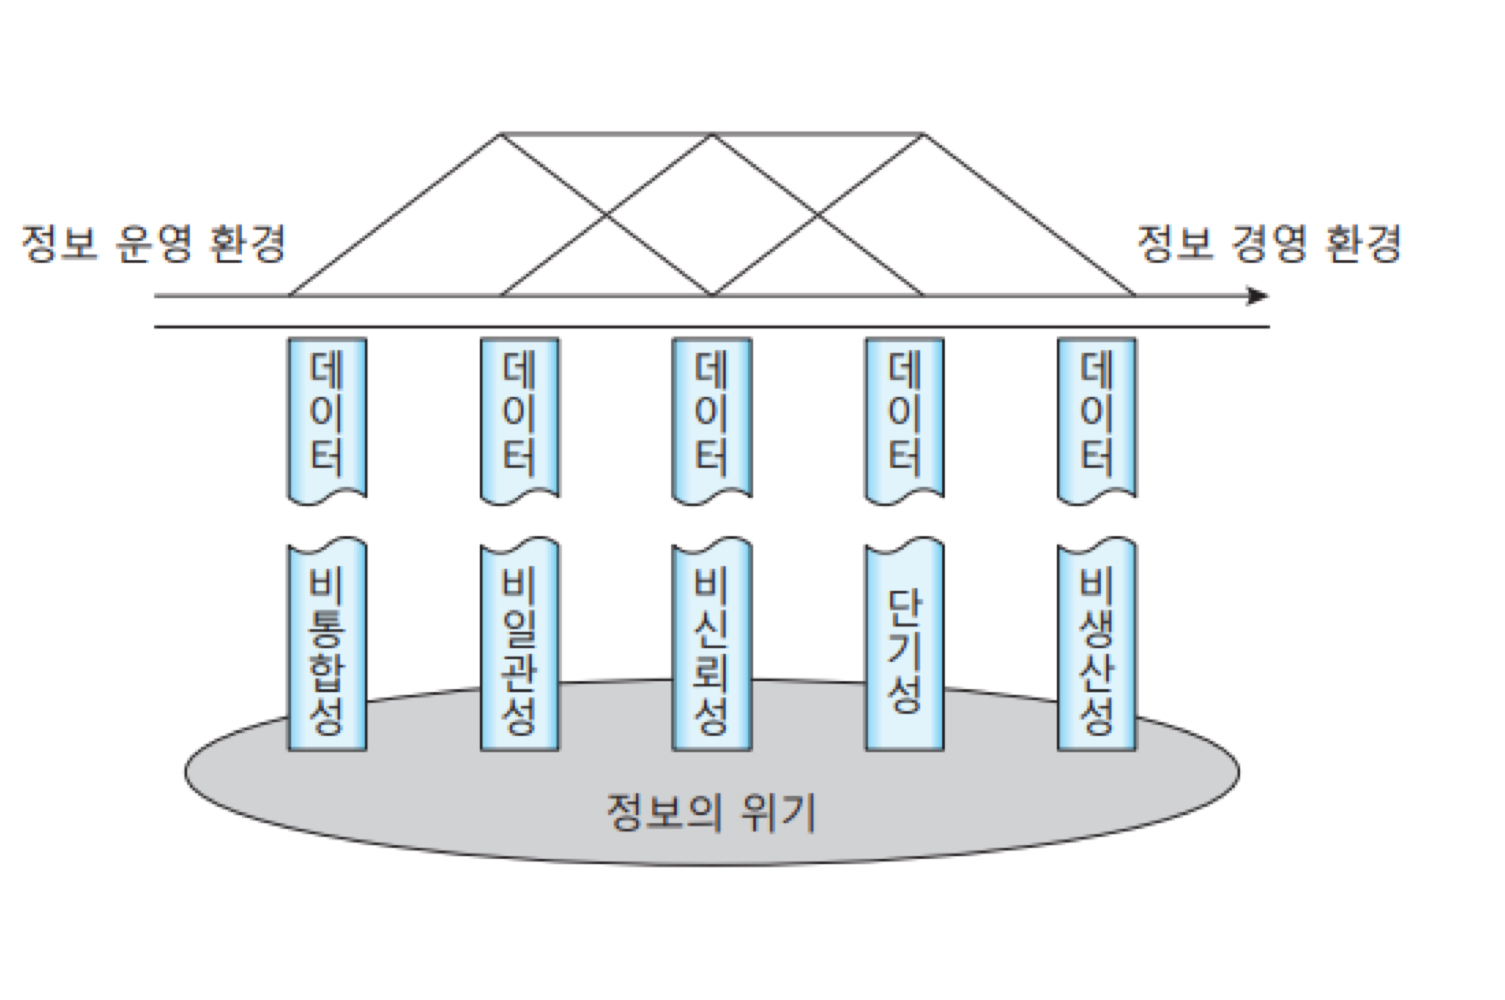 정보 운영 환경
정보 경영 환경
데이터
데이터
데이터
데이터
데이터
비통합성
비일관성
비신뢰성
단기성
비생산성
정보의 위기